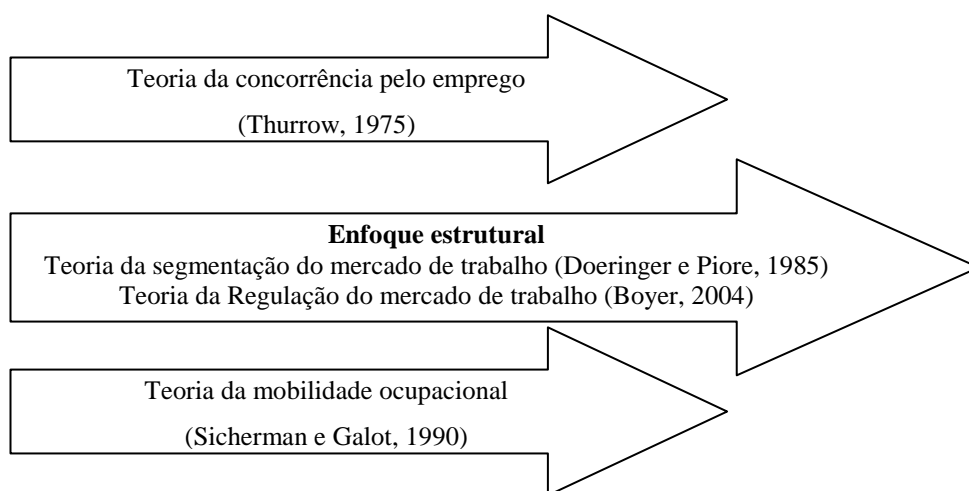 Teoria da concorrência pelo emprego
(Thurrow, 1975)
Enfoque estrutural
Teoria da segmentação do mercado de trabalho (Doeringer e Piore, 1985)
Teoria da Regulação do mercado de trabalho (Boyer, 2004)
Teoria da mobilidade ocupacional
(Sicherman e Galot, 1990)